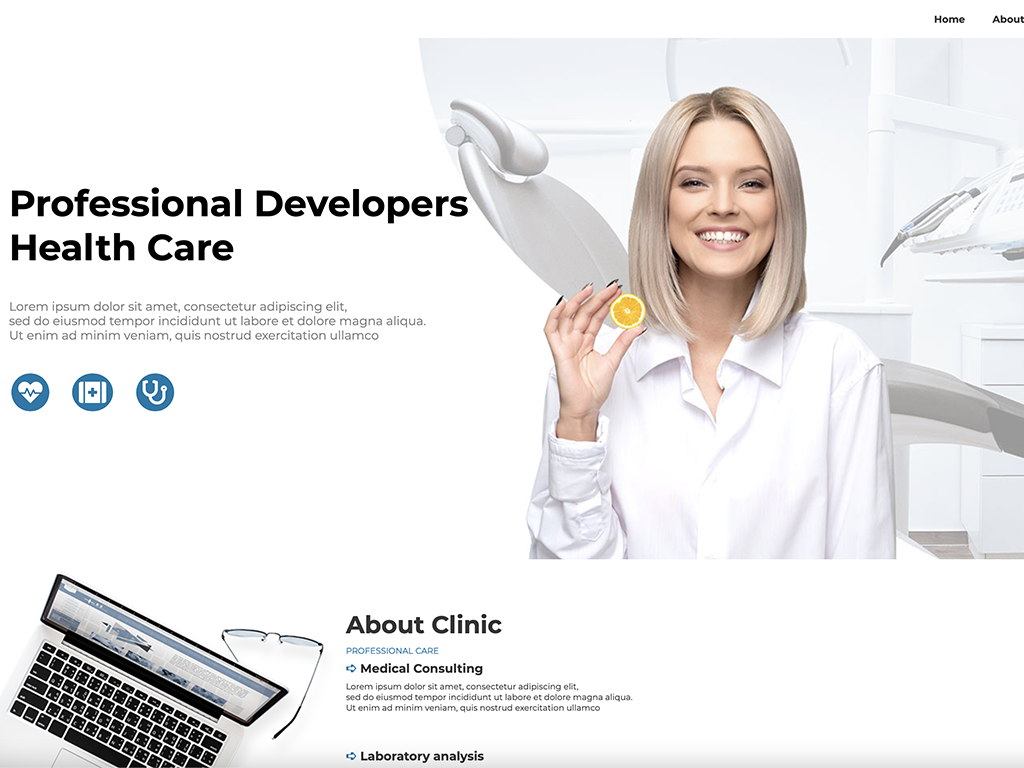 Home
About
Professional Developers
Health Care
Lorem ipsum dolor sit amet, consectetur adipiscing elit,
sed do eiusmod tempor incididunt ut labore et dolore magna aliqua.
Ut enim ad minim veniam, quis nostrud exercitation ullamco
About Clinic
PROFESSIONAL CARE
Medical Consulting
Lorem ipsum dolor sit amet, consectetur adipiscing elit,
sed do eiusmod tempor incididunt ut labore et dolore magna aliqua.
Ut enim ad minim veniam, quis nostrud exercitation ullamco
Laboratory analysis